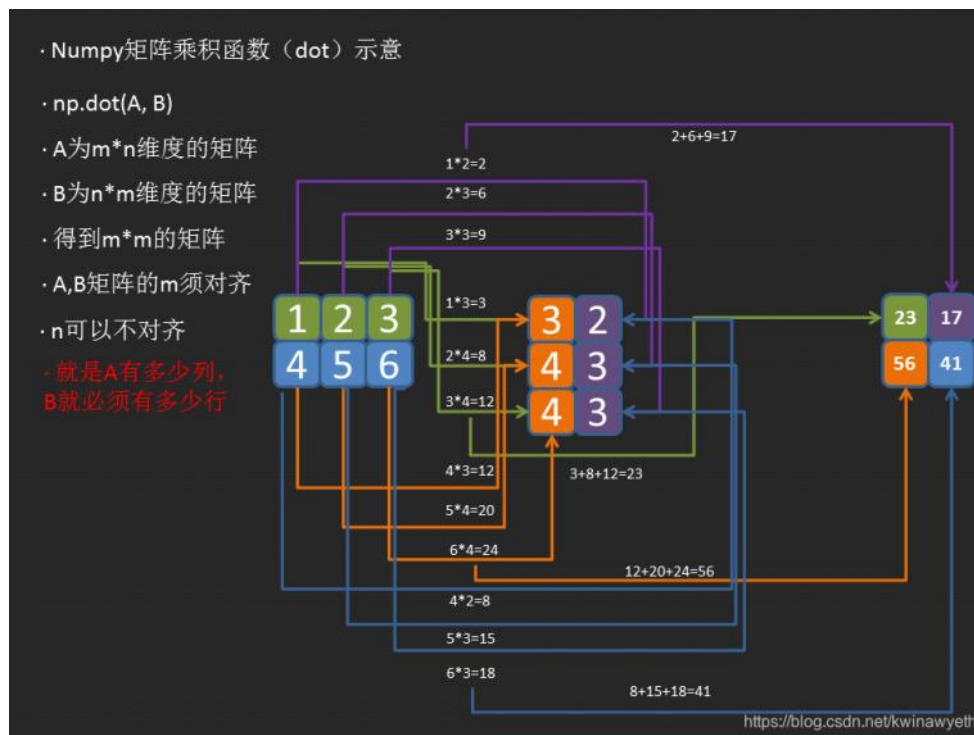 · Numpy矩阵乘积函数（dot）示意
· np.dot(A, B)
· A为m*n维度的矩阵
· B为n*m维度的矩阵
· 得到m*m的矩阵
· A,B矩阵的m须对齐
· n可以不对齐
· 就是A有多少列，
B就必须有多少行
2+6+9=17
1*2=2
2*3=6
3*3=9
1*3=3
2*4=8
3*4=12
1 2 3
4 5 6
3 2
4 3
4 3
23 17
56 41
4*3=12
3+8+12=23
5*4=20
6*4=24
12+20+24=56
4*2=8
5*3=15
6*3=18
8+15+18=41
https://blog.csdn.net/kwinawyeth